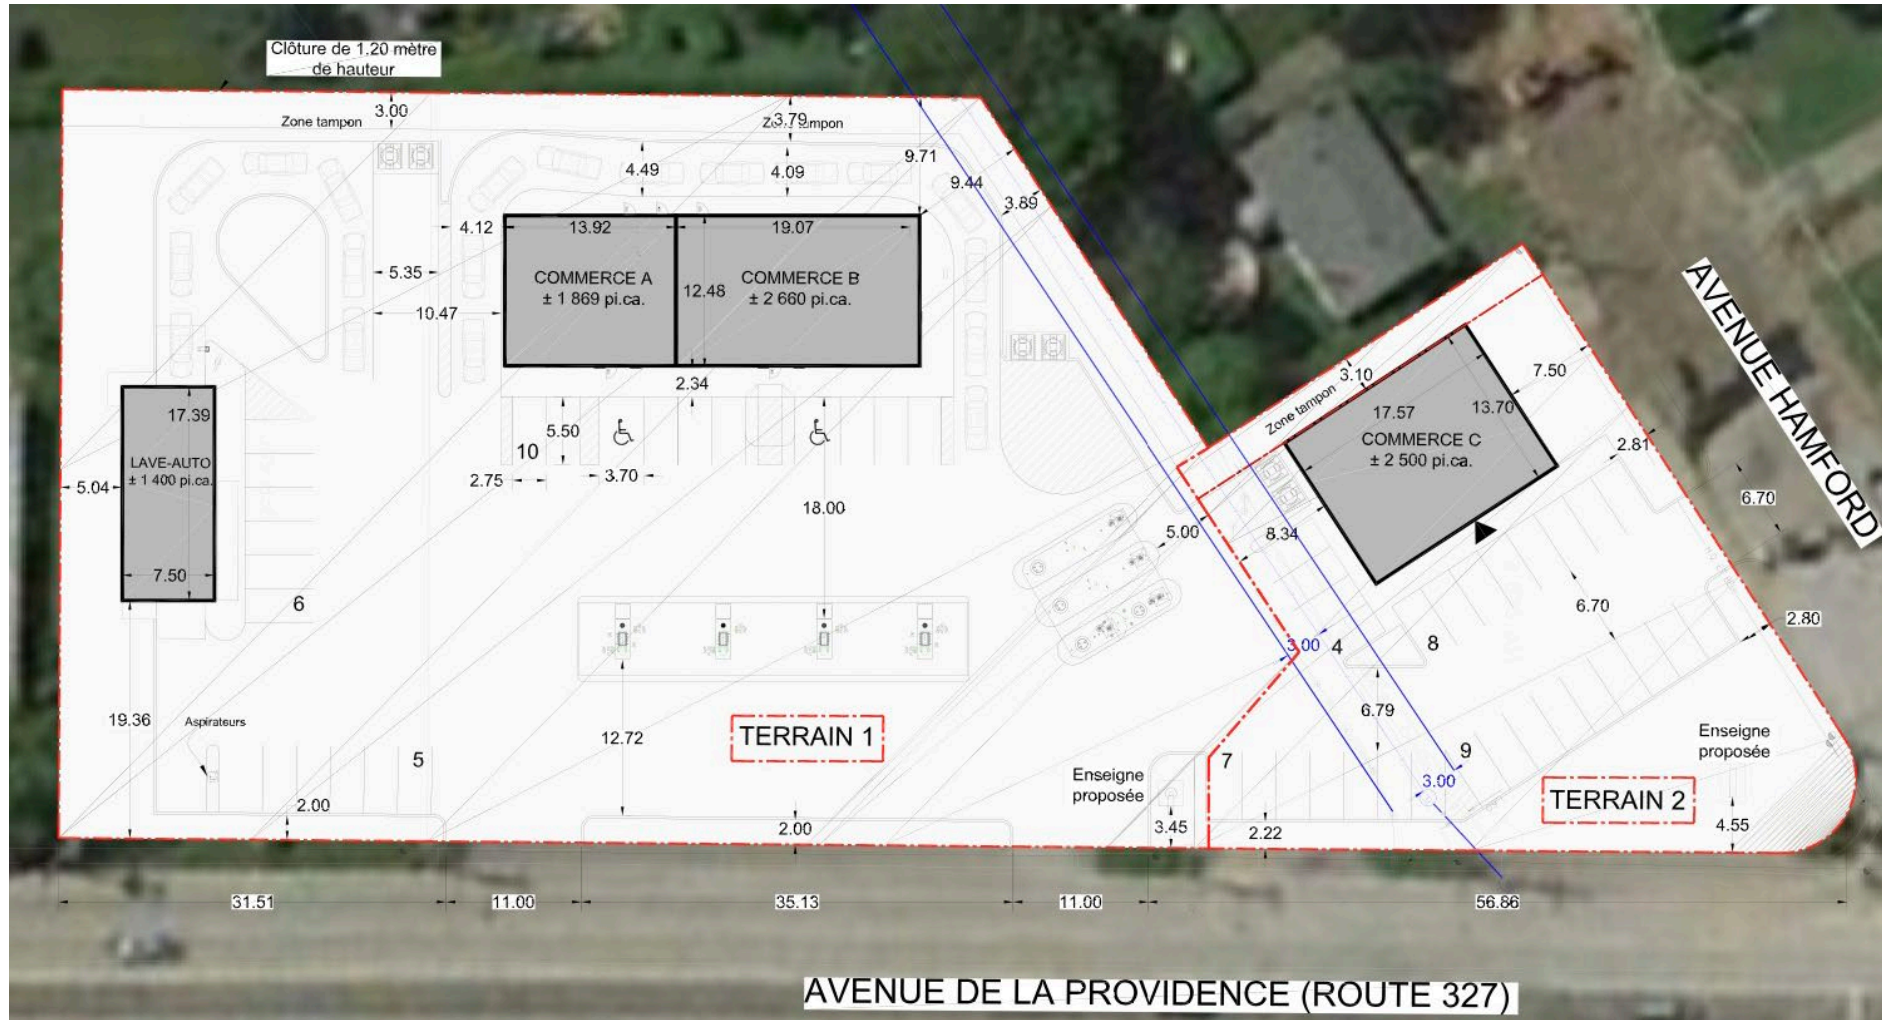 Clôture de 1.20 mètre
de hauteur
3.00
Zone tampon
3.79
4.49
4.09
9.71
9.44
3.89
4.12
13.92
19.07
5.35
COMMERCE A
± 1 869 pi.ca.
12.48
COMMERCE B
± 2 660 pi.ca.
10.47
2.34
AVENUE HAMFORD
3.10
7.50
Zone tampon
17.57
13.70
COMMERCE C
± 2 500 pi.ca.
2.81
17.39
LAVE-AUTO
± 1 400 pi.ca.
5.04
7.50
5.50
10
2.75
3.70
18.00
5.00
8.34
6.70
6
6.70
3.00
4
8
2.80
19.36
Aspirateurs
5
12.72
TERRAIN 1
6.79
7
9
Enseigne
proposée
Enseigne
proposée
3.00
TERRAIN 2
2.00
2.00
3.45
2.22
4.55
31.51
11.00
35.13
11.00
56.86
AVENUE DE LA PROVIDENCE (ROUTE 327)